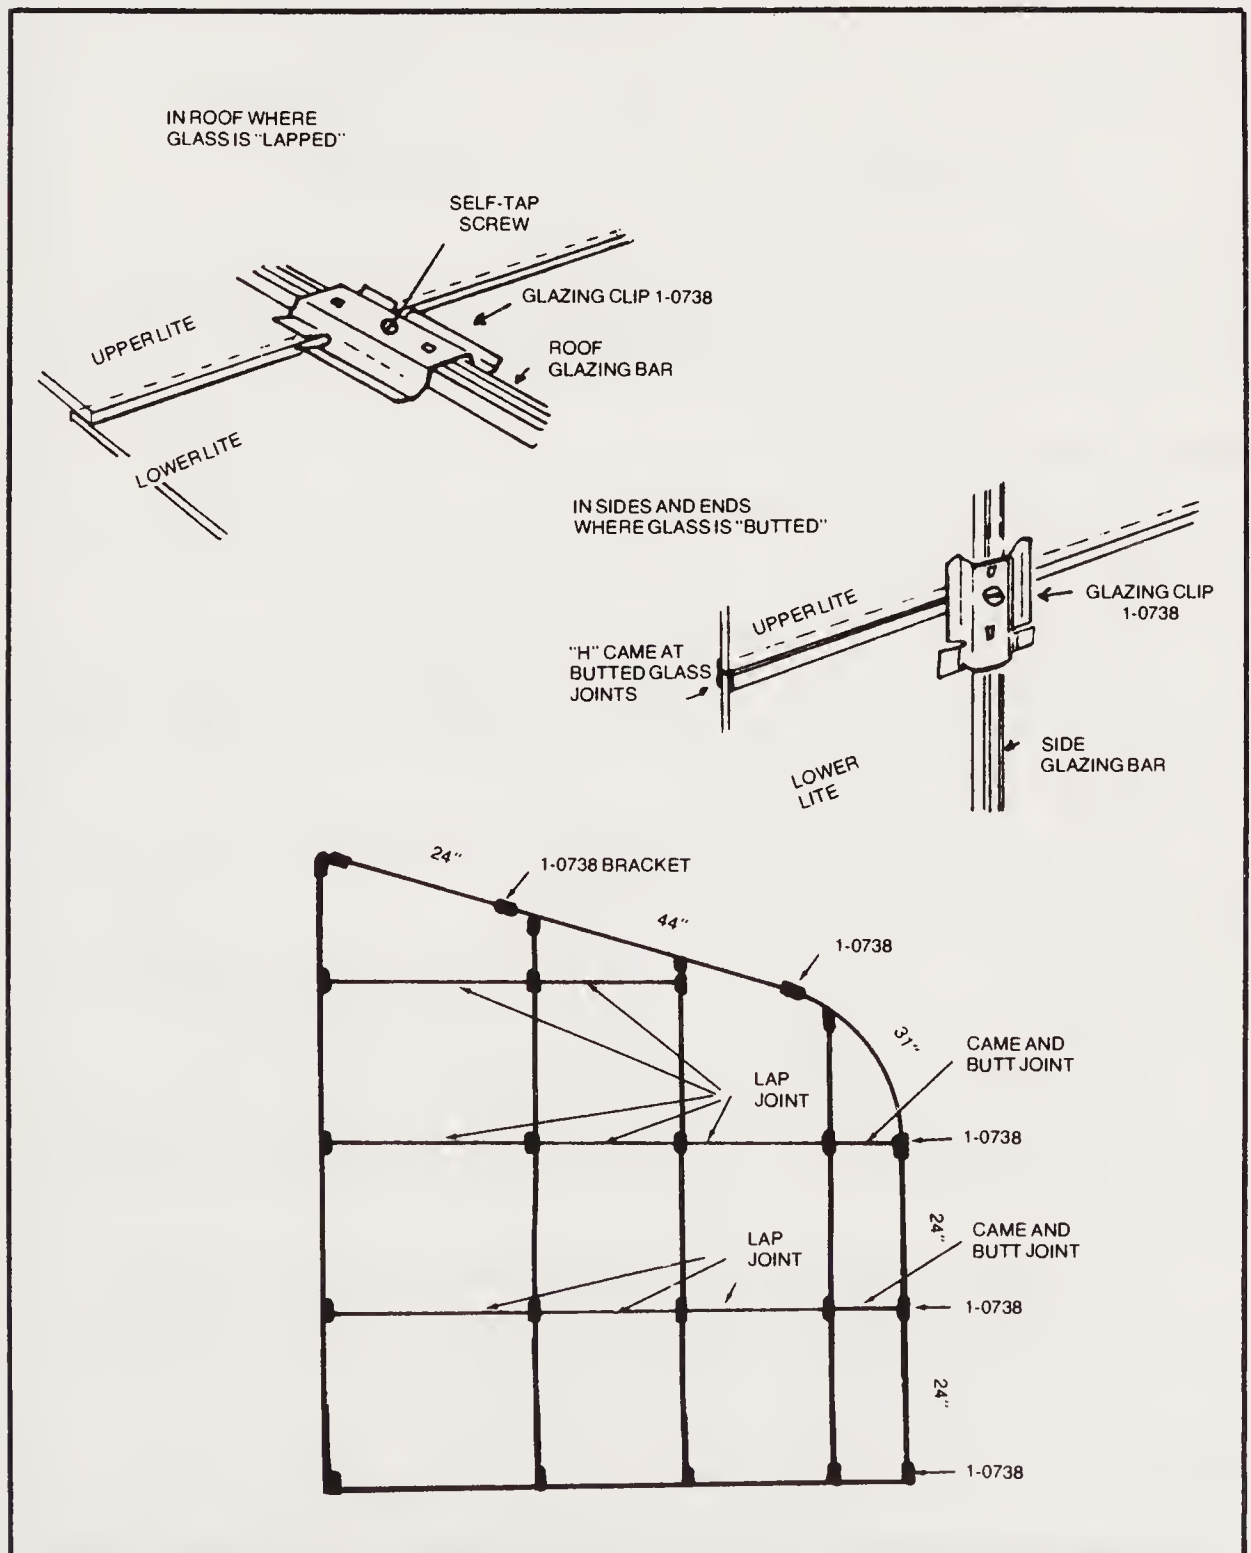 IN ROOF WHERE
GLASS IS "LAPPED"
SELF-TAP
SCREW
GLAZING CLIP 1-0738
UPPER LITE
ROOF
GLAZING BAR
LOWER LITE
IN SIDES AND ENDS
WHERE GLASS IS "BUTTED"
UPPER LITE
GLAZING CLIP
1-0738
"H" CAME AT
BUTTED GLASS
JOINTS
SIDE
GLAZING BAR
LOWER
LITE
24"
1-0738 BRACKET
44"
1-0738
31"
CAME AND
BUTT JOINT
LAP
JOINT
1-0738
24"
CAME AND
BUTT JOINT
LAP
JOINT
1-0738
24"
1-0738